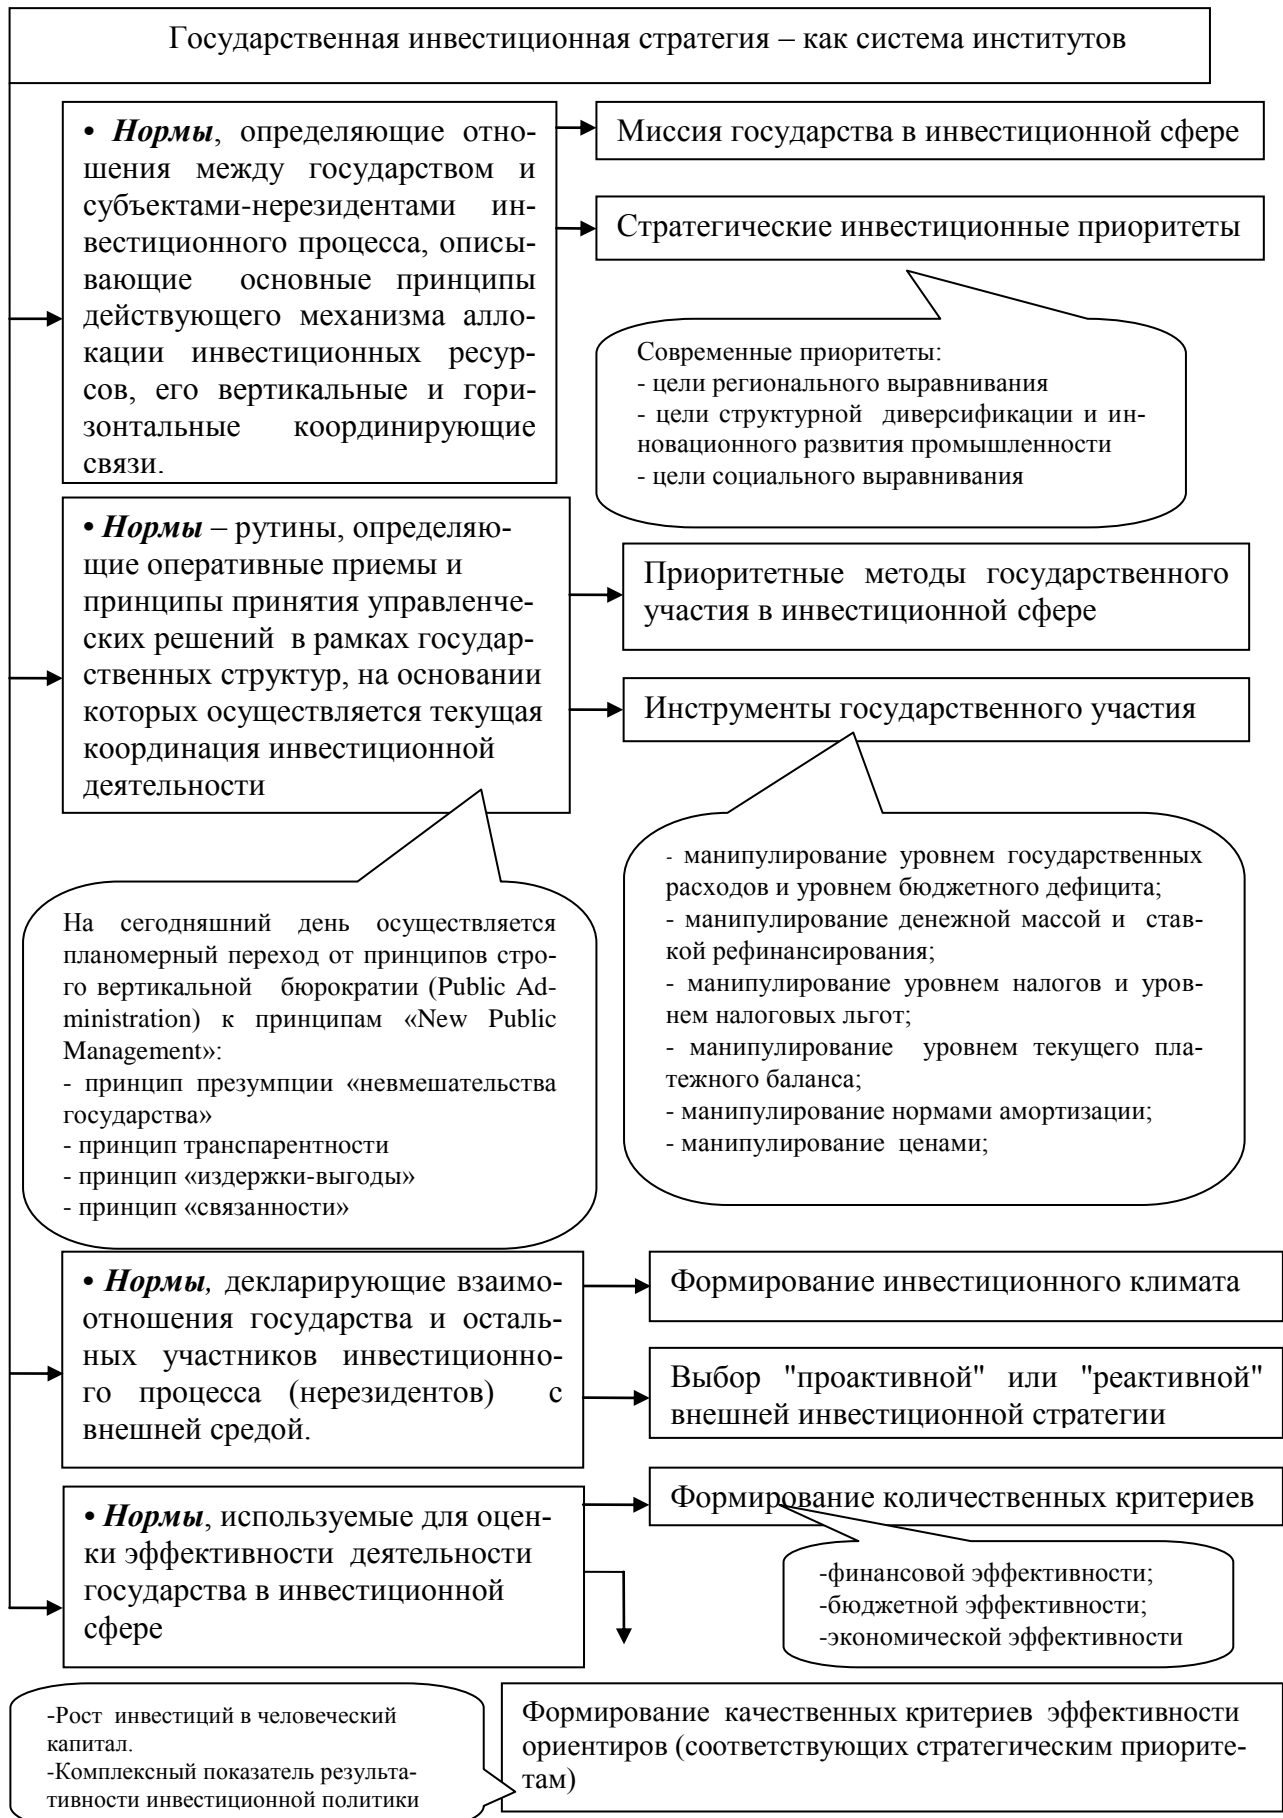 Государственная инвестиционная стратегия – как система институтов
• Нормы, определяющие отно-
шения между государством и
субъектами-нерезидентами ин-
вестиционного процесса, описы-
вающие основные принципы
действующего механизма алло-
кации инвестиционных ресур-
сов, его вертикальные и гори-
зонтальные координирующие
связи.
Миссия государства в инвестиционной сфере
Стратегические инвестиционные приоритеты
Современные приоритеты:
- цели регионального выравнивания
- цели структурной диверсификации и ин-
новационного развития промышленности
- цели социального выравнивания
• Нормы – рутины, определяю-
щие оперативные приемы и
принципы принятия управленче-
ских решений в рамках государ-
ственных структур, на основании
которых осуществляется текущая
координация инвестиционной
деятельности
Приоритетные методы государственного
участия в инвестиционной сфере
Инструменты государственного участия
- манипулирование уровнем государственных
расходов и уровнем бюджетного дефицита;
- манипулирование денежной массой и став-
кой рефинансирования;
- манипулирование уровнем налогов и уров-
нем налоговых льгот;
- манипулирование уровнем текущего пла-
тежного баланса;
- манипулирование нормами амортизации;
- манипулирование ценами;
На сегодняшний день осуществляется
планомерный переход от принципов стро-
го вертикальной бюрократии (Public Ad-
ministration) к принципам «New Public
Management»:
- принцип презумпции «невмешательства
государства»
- принцип транспарентности
- принцип «издержки-выгоды»
- принцип «связанности»
• Нормы, декларирующие взаимо-
отношения государства и осталь-
ных участников инвестиционно-
го процесса (нерезидентов) с
внешней средой.
Формирование инвестиционного климата
Выбор "проактивной" или "реактивной"
внешней инвестиционной стратегии
• Нормы, используемые для оцен-
ки эффективности деятельности
государства в инвестиционной
сфере
Формирование количественных критериев
-финансовой эффективности;
-бюджетной эффективности;
-экономической эффективности
-Рост инвестиций в человеческий
капитал.
-Комплексный показатель результа-
тивности инвестиционной политики
Формирование качественных критериев эффективности
ориентиров (соответствующих стратегическим приорите-
там)